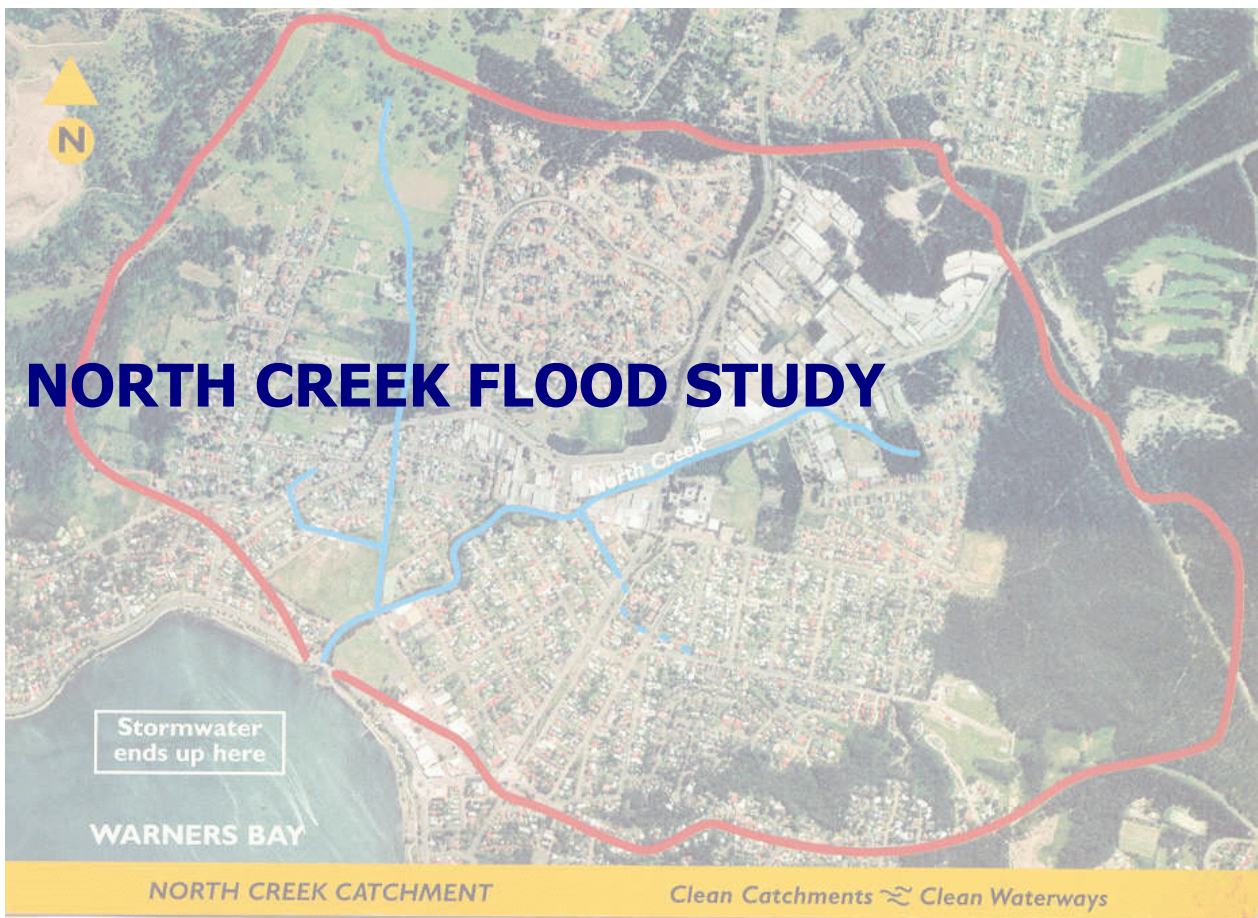 N
NORTH CREEK FLOOD STUDY
North Creek
Stormwater
ends up here
WARNERS BAY
NORTH CREEK CATCHMENT
Clean Catchments Clean Waterways